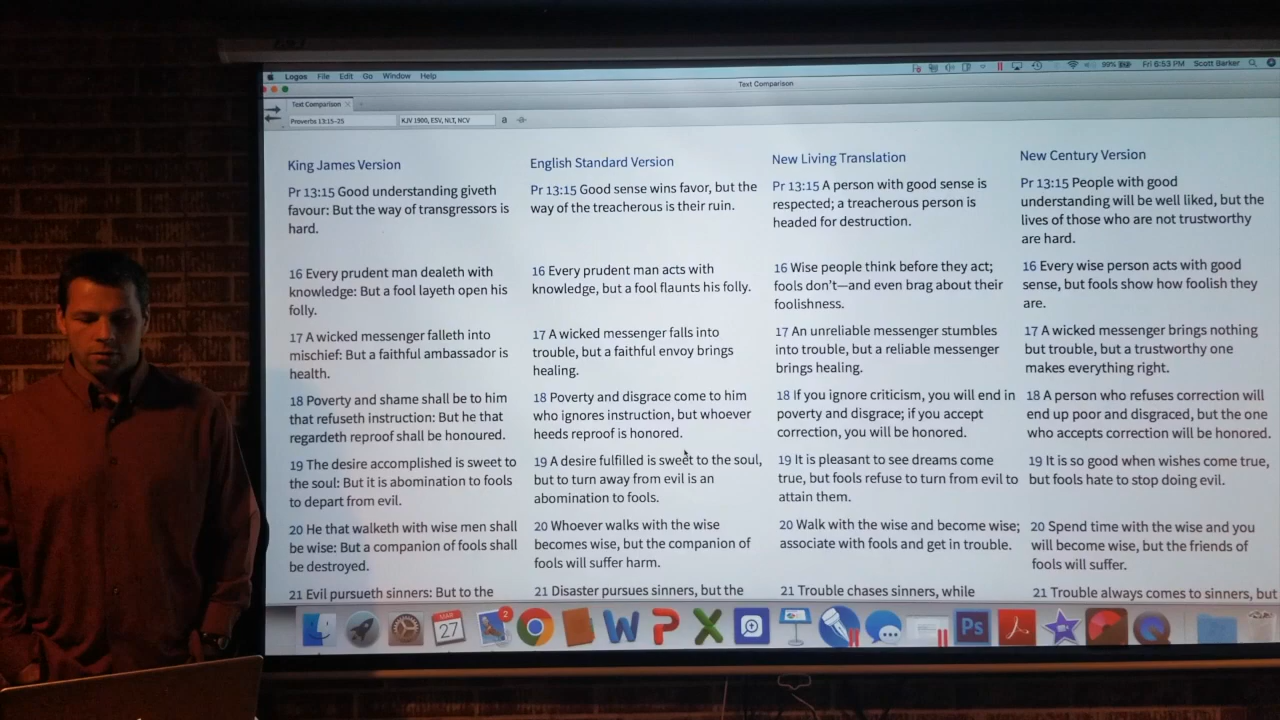 Logos File Edit Go Window Help
99% Fri 6:53 PM Scott Barker
Text Comparison
Text Comparison
Proverbs 13:15-25 KJV 1900, ESV, NLT, NCV a
King James Version
Pr 13:15 Good understanding giveth
favour: But the way of transgressors is
hard.
16 Every prudent man dealeth with
knowledge: But a fool layeth open his
folly.
17 A wicked messenger falleth into
mischief: But a faithful ambassador is
health.
18 Poverty and shame shall be to him
that refuseth instruction: But he that
regardeth reproof shall be honoured.
19 The desire accomplished is sweet to
the soul: But it is abomination to fools
to depart from evil.
20 He that walketh with wise men shall
be wise: But a companion of fools shall
be destroyed.
21 Evil pursueth sinners: But to the
English Standard Version
Pr 13:15 Good sense wins favor, but the
way of the treacherous is their ruin.
16 Every prudent man acts with
knowledge, but a fool flaunts his folly.
17 A wicked messenger falls into
trouble, but a faithful envoy brings
healing.
18 Poverty and disgrace come to him
who ignores instruction, but whoever
heeds reproof is honored.
19 A desire fulfilled is sweet to the soul,
but to turn away from evil is an
abomination to fools.
20 Whoever walks with the wise
becomes wise, but the companion of
fools will suffer harm.
21 Disaster pursues sinners, but the
New Living Translation
Pr 13:15 A person with good sense is
respected; a treacherous person is
headed for destruction.
16 Wise people think before they act;
fools don't—and even brag about their
foolishness.
17 An unreliable messenger stumbles
into trouble, but a reliable messenger
brings healing.
18 If you ignore criticism, you will end in
poverty and disgrace; if you accept
correction, you will be honored.
19 It is pleasant to see dreams come
true, but fools refuse to turn from evil to
attain them.
20 Walk with the wise and become wise;
associate with fools and get in trouble.
21 Trouble chases sinners, while
New Century Version
Pr 13:15 People with good
understanding will be well liked, but the
lives of those who are not trustworthy
are hard.
16 Every wise person acts with good
sense, but fools show how foolish they
are.
17 A wicked messenger brings nothing
but trouble, but a trustworthy one
makes everything right.
18 A person who refuses correction will
end up poor and disgraced, but the one
who accepts correction will be honored.
19 It is so good when wishes come true,
but fools hate to stop doing evil.
20 Spend time with the wise and you
will become wise, but the friends of
fools will suffer.
21 Trouble always comes to sinners, but
MAR
27
2
W
P
X
Ps